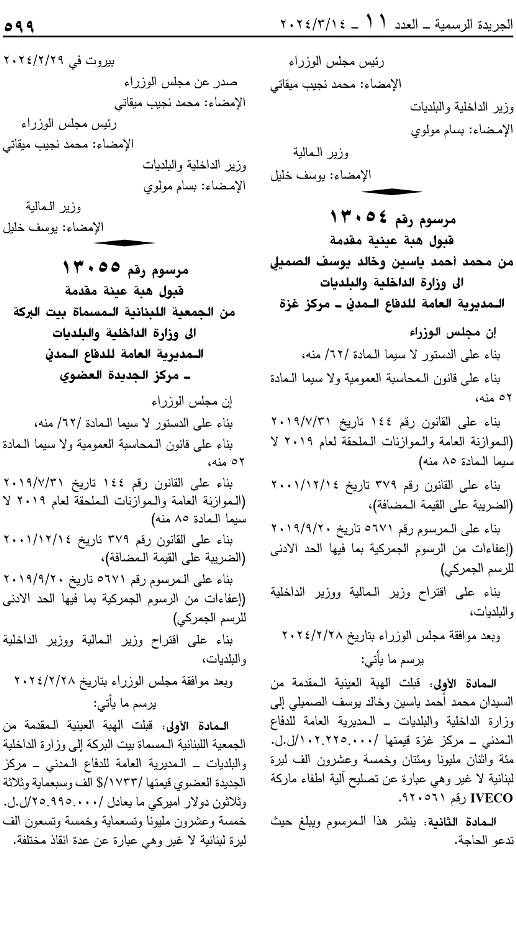 الجريدة الرسمية – العدد ١١ – ٢٠٢٤/٣/١٤
٥٩٩
رئيس مجلس الوزراء
الإمضاء: محمد نجيب ميقاتي
وزير الداخلية والبلديات
الإمضاء: بسام مولوي
وزير المالية
الإمضاء: يوسف خليل
مرسوم رقم ١٣٠٥٤
قبول هبة عينية مقدمة
من محمد أحمد ياسين وخالد يوسف الصميلي
الى وزارة الداخلية والبلديات
المديرية العامة للدفاع المدني – مركز غزة
إن مجلس الوزراء
بناء على الدستور لا سيما المادة /٦٢/ منه،
بناء على قانون المحاسبة العمومية ولا سيما المادة
٥٢ منه،
بناء على القانون رقم ١٤٤ تاريخ ٢٠١٩/٧/٣١
(الموازنة العامة والموازنات الملحقة لعام ٢٠١٩ لا
سيما المادة ٨٥ منه)
بناء على القانون رقم ٣٧٩ تاريخ ٢٠٠١/١٢/١٤
(الضريبة على القيمة المضافة)،
بناء على المرسوم رقم ٥٦٧١ تاريخ ٢٠١٩/٩/٢٠
(إعفاءات من الرسوم الجمركية بما فيها الحد الادنى
للرسم الجمركي)
بناء على اقتراح وزير المالية ووزير الداخلية
والبلديات،
وبعد موافقة مجلس الوزراء بتاريخ ٢٠٢٤/٢/٢٨
يرسم ما يأتي:
المادة الأولى: قبلت الهبة العينية المقدمة من
السيدان محمد أحمد ياسين وخالد يوسف الصميلي إلى
وزارة الداخلية والبلديات – المديرية العامة للدفاع
المدني – مركز غزة قيمتها /١٠٢.٢٢٥.٠٠٠/ل.ل.
مئة واثنان مليونا ومئتان وخمسة وعشرون الف ليرة
لبنانية لا غير وهي عبارة عن تصليح آلية اطفاء ماركة
IVECO رقم ٩٢٠٥٦١.
المادة الثانية: ينشر هذا المرسوم ويبلغ حيث
تدعو الحاجة.
بيروت في ٢٠٢٤/٢/٢٩
صدر عن مجلس الوزراء
الإمضاء: محمد نجيب ميقاتي
رئيس مجلس الوزراء
الإمضاء: محمد نجيب ميقاتي
وزير الداخلية والبلديات
الإمضاء: بسام مولوي
وزير المالية
الإمضاء: يوسف خليل
مرسوم رقم ١٣٠٥٥
قبول هبة عينة مقدمة
من الجمعية اللبنانية المسماة بيت البركة
الى وزارة الداخلية والبلديات
المديرية العامة للدفاع المدني
– مركز الجديدة العضوي
إن مجلس الوزراء
بناء على الدستور لا سيما المادة /٦٢/ منه،
بناء على قانون المحاسبة العمومية ولا سيما المادة
٥٢ منه،
بناء على القانون رقم ١٤٤ تاريخ ٢٠١٩/٧/٣١
(الموازنة العامة والموازنات الملحقة لعام ٢٠١٩ لا
سيما المادة ٨٥ منه)
بناء على القانون رقم ٣٧٩ تاريخ ٢٠٠١/١٢/١٤
(الضريبة على القيمة المضافة)،
بناء على المرسوم رقم ٥٦٧١ تاريخ ٢٠١٩/٩/٢٠
(إعفاءات من الرسوم الجمركية بما فيها الحد الادنى
للرسم الجمركي)
بناء على اقتراح وزير المالية ووزير الداخلية
والبلديات،
وبعد موافقة مجلس الوزراء بتاريخ ٢٠٢٤/٢/٢٨
يرسم ما يأتي:
المادة الأولى: قبلت الهبة العينية المقدمة من
الجمعية اللبنانية المسماة بيت البركة إلى وزارة الداخلية
والبلديات – المديرية العامة للدفاع المدني – مركز
الجديدة العضوي قيمتها /١٧٣٣/$ الف وسبعماية وثلاثة
وثلاثون دولار اميركي ما يعادل /٢٥.٩٩٥.٠٠٠/ل.ل.
خمسة وعشرون مليونا وتسعماية وخمسة وتسعون الف
ليرة لبنانية لا غير وهي عبارة عن عدة انقاذ مختلفة.